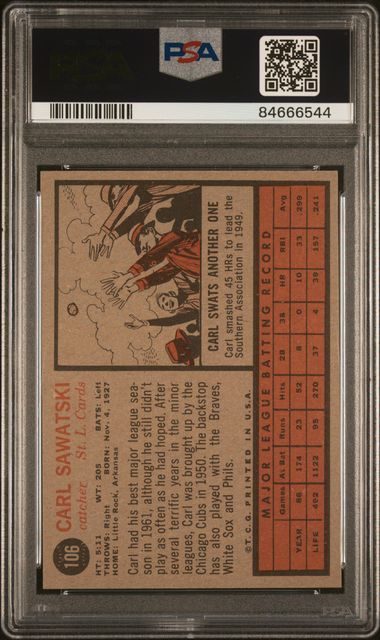 PSA
PSA
84666544
106
CARL SAWATSKI
catcher St. L. Cards
HT: 5:11 WT: 205 BATS: Left
THROWS: Right BORN: Nov. 4, 1927
HOME: Little Rock, Arkansas
Carl had his best major league sea-
son in 1961, although he still didn't
play as often as he had hoped. After
several terrific years in the minor
leagues, Carl was brought up by the
Chicago Cubs in 1950. The backstop
has also played with the Braves,
White Sox and Phils.
© T.C.G. PRINTED IN U.S.A.
CARL SWATS ANOTHER ONE
Carl smashed 45 HRs to lead the
Southern Association in 1949.
MAJOR LEAGUE BATTING RECORD
Games At Bat Runs Hits 2B 3B HR RBI Avg
YEAR 86 174 23 52 8 0 10 33 .299
LIFE 402 1122 95 270 37 4 38 157 .241
PSA